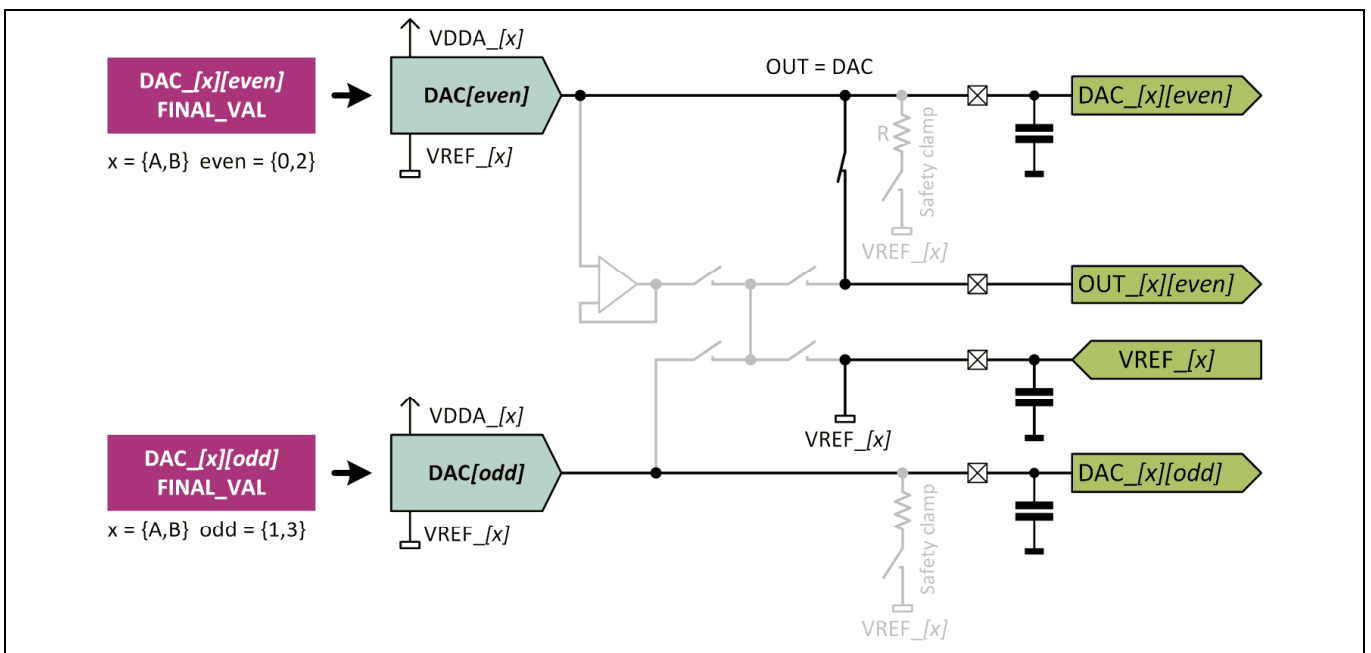 VDDA_[x]
DAC_[x][even]
FINAL_VAL
DAC[even]
OUT = DAC
DAC_[x][even]
R
Safety clamp
x = {A,B} even = {0,2}
VREF_[x]
VREF_[x]
OUT_[x][even]
VREF_[x]
VDDA_[x]
VREF_[x]
DAC_[x][odd]
FINAL_VAL
DAC[odd]
DAC_[x][odd]
Safety clamp
x = {A,B} odd = {1,3}
VREF_[x]
VREF_[x]